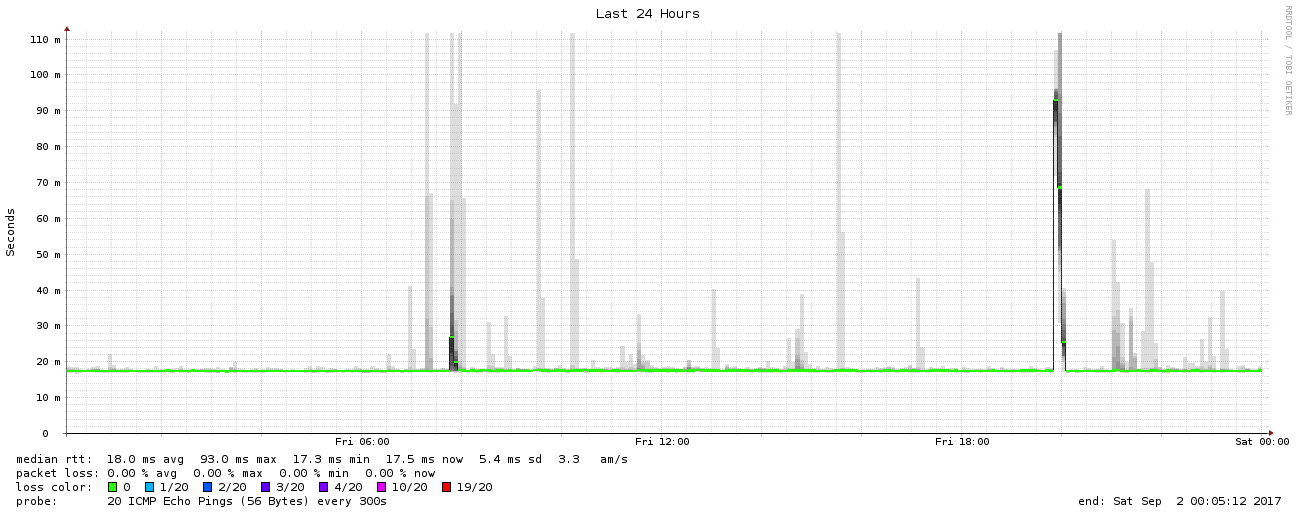 Last 24 Hours
RRDTOOL / TOBI OETIKER
Seconds
110 m
100 m
90 m
80 m
70 m
60 m
50 m
40 m
30 m
20 m
10 m
0
Fri 06:00 Fri 12:00 Fri 18:00 Sat 00:00
median rtt: 18.0 ms avg 93.0 ms max 17.3 ms min 17.5 ms now 5.4 ms sd 3.3 am/s
packet loss: 0.00 % avg 0.00 % max 0.00 % min 0.00 % now
loss color: 0 1/20 2/20 3/20 4/20 10/20 19/20
probe: 20 ICMP Echo Pings (56 Bytes) every 300s end: Sat Sep 2 00:05:12 2017